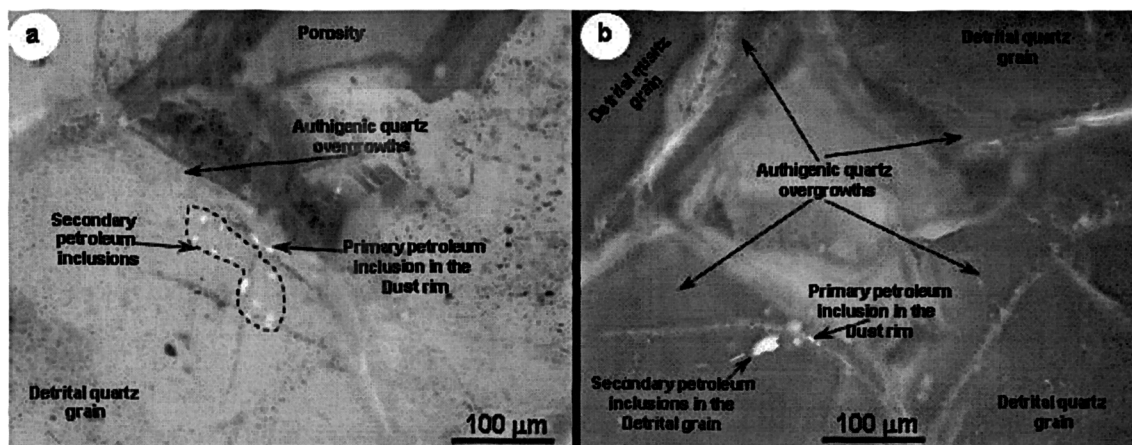 a
Porosity
Authigenic quartz
overgrowths
Secondary
petroleum
inclusions
Primary petroleum
inclusion in the
Dust rim
Detrital quartz
grain
100 µm
b
Detrital quartz
grain
Detrital quartz
grain
Authigenic quartz
overgrowths
Primary petroleum
inclusion in the
Dust rim
Secondary petroleum
inclusions in the
Detrital grain
Detrital quartz
grain
100 µm